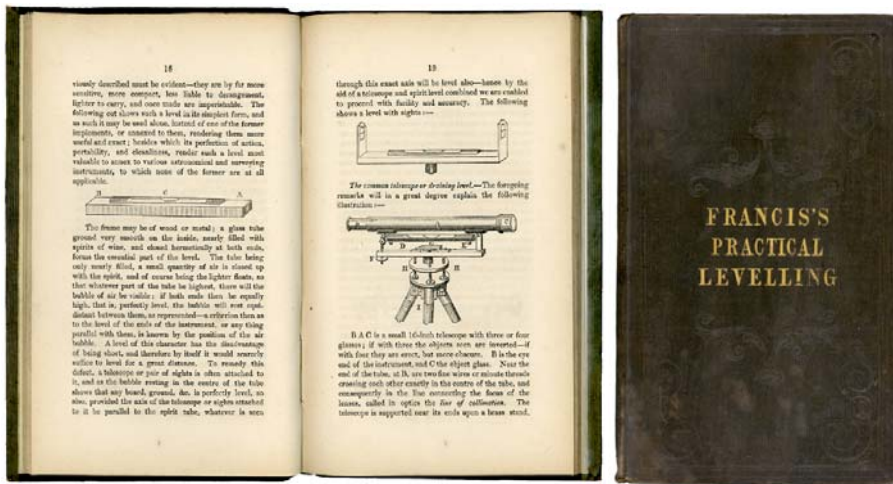 18
viously described must be evident—they are by far more
sensitive, more compact, less liable to derangement,
lighter to carry, and once made are imperishable. The
following cut shows such a level in its simplest form, and
as such it may be used alone, instead of one of the former
implements, or annexed to them, rendering them more
useful and exact; besides which its perfection of action,
portability, and cleanliness, render such a level most
valuable to annex to various astronomical and surveying
instruments, to which none of the former are at all
applicable.
B C A
The frame may be of wood or metal; a glass tube
ground very smooth on the inside, nearly filled with
spirits of wine, and closed hermetically at both ends,
forms the essential part of the level. The tube being
only nearly filled, a small quantity of air is closed up
with the spirit, and of course being the lighter floats, so
that whatever part of the tube be highest, there will the
bubble of air be visible; if both ends then be equally
high, that is, perfectly level, the bubble will rest equi-
distant between them, as represented—a criterion then as
to the level of the ends of the instrument, or any thing
parallel with them, is known by the position of the air
bubble. A level of this character has the disadvantage
of being short, and therefore by itself it would scarcely
suffice to level for a great distance. To remedy this
defect, a telescope or pair of sights is often attached to
it, and as the bubble resting in the centre of the tube
shows that any board, ground, &c. is perfectly level, so
also, provided the axis of the telescope or sights attached
to it be parallel to the spirit tube, whatever is seen
19
through this exact axis will be level also—hence by the
aid of a telescope and spirit level combined we are enabled
to proceed with facility and accuracy. The following
shows a level with sights:—
The common telescope or draining level.—The foregoing
remarks will in a great degree explain the following
illustration:—
C
D E
F
H H
I
B A C is a small 16-inch telescope with three or four
glasses; if with three the objects seen are inverted—if
with four they are erect, but more obscure. B is the eye
end of the instrument, and C the object glass. Near the
end of the tube, at B, are two fine wires or minute threads
crossing each other exactly in the centre of the tube, and
consequently in the line connecting the focus of the
lenses, called in optics the line of collimation. The
telescope is supported near its ends upon a brass stand,
FRANCIS'S
PRACTICAL
LEVELLING